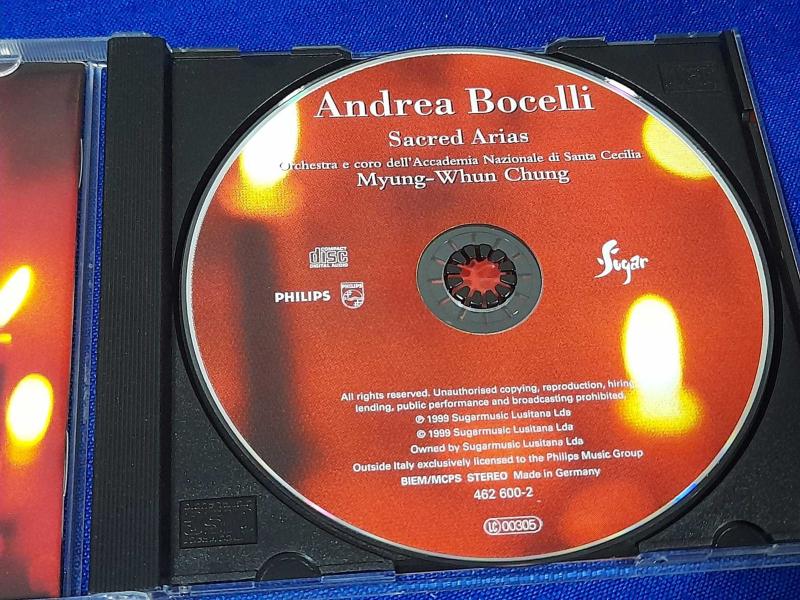 Andrea Bocelli
Sacred Arias
Orchestra e coro dell'Accademia Nazionale di Santa Cecilia
Myung-Whun Chung
COMPACT
disc
DIGITAL AUDIO
PHILIPS
PHILIPS
Sugar
All rights reserved. Unauthorised copying, reproduction, hiring,
lending, public performance and broadcasting prohibited.
℗ 1999 Sugarmusic Lusitana Lda
© 1999 Sugarmusic Lusitana Lda
Owned by Sugarmusic Lusitana Lda
Outside Italy exclusively licensed to the Philips Music Group
BIEM/MCPS STEREO Made in Germany
462 600-2
LC 00305